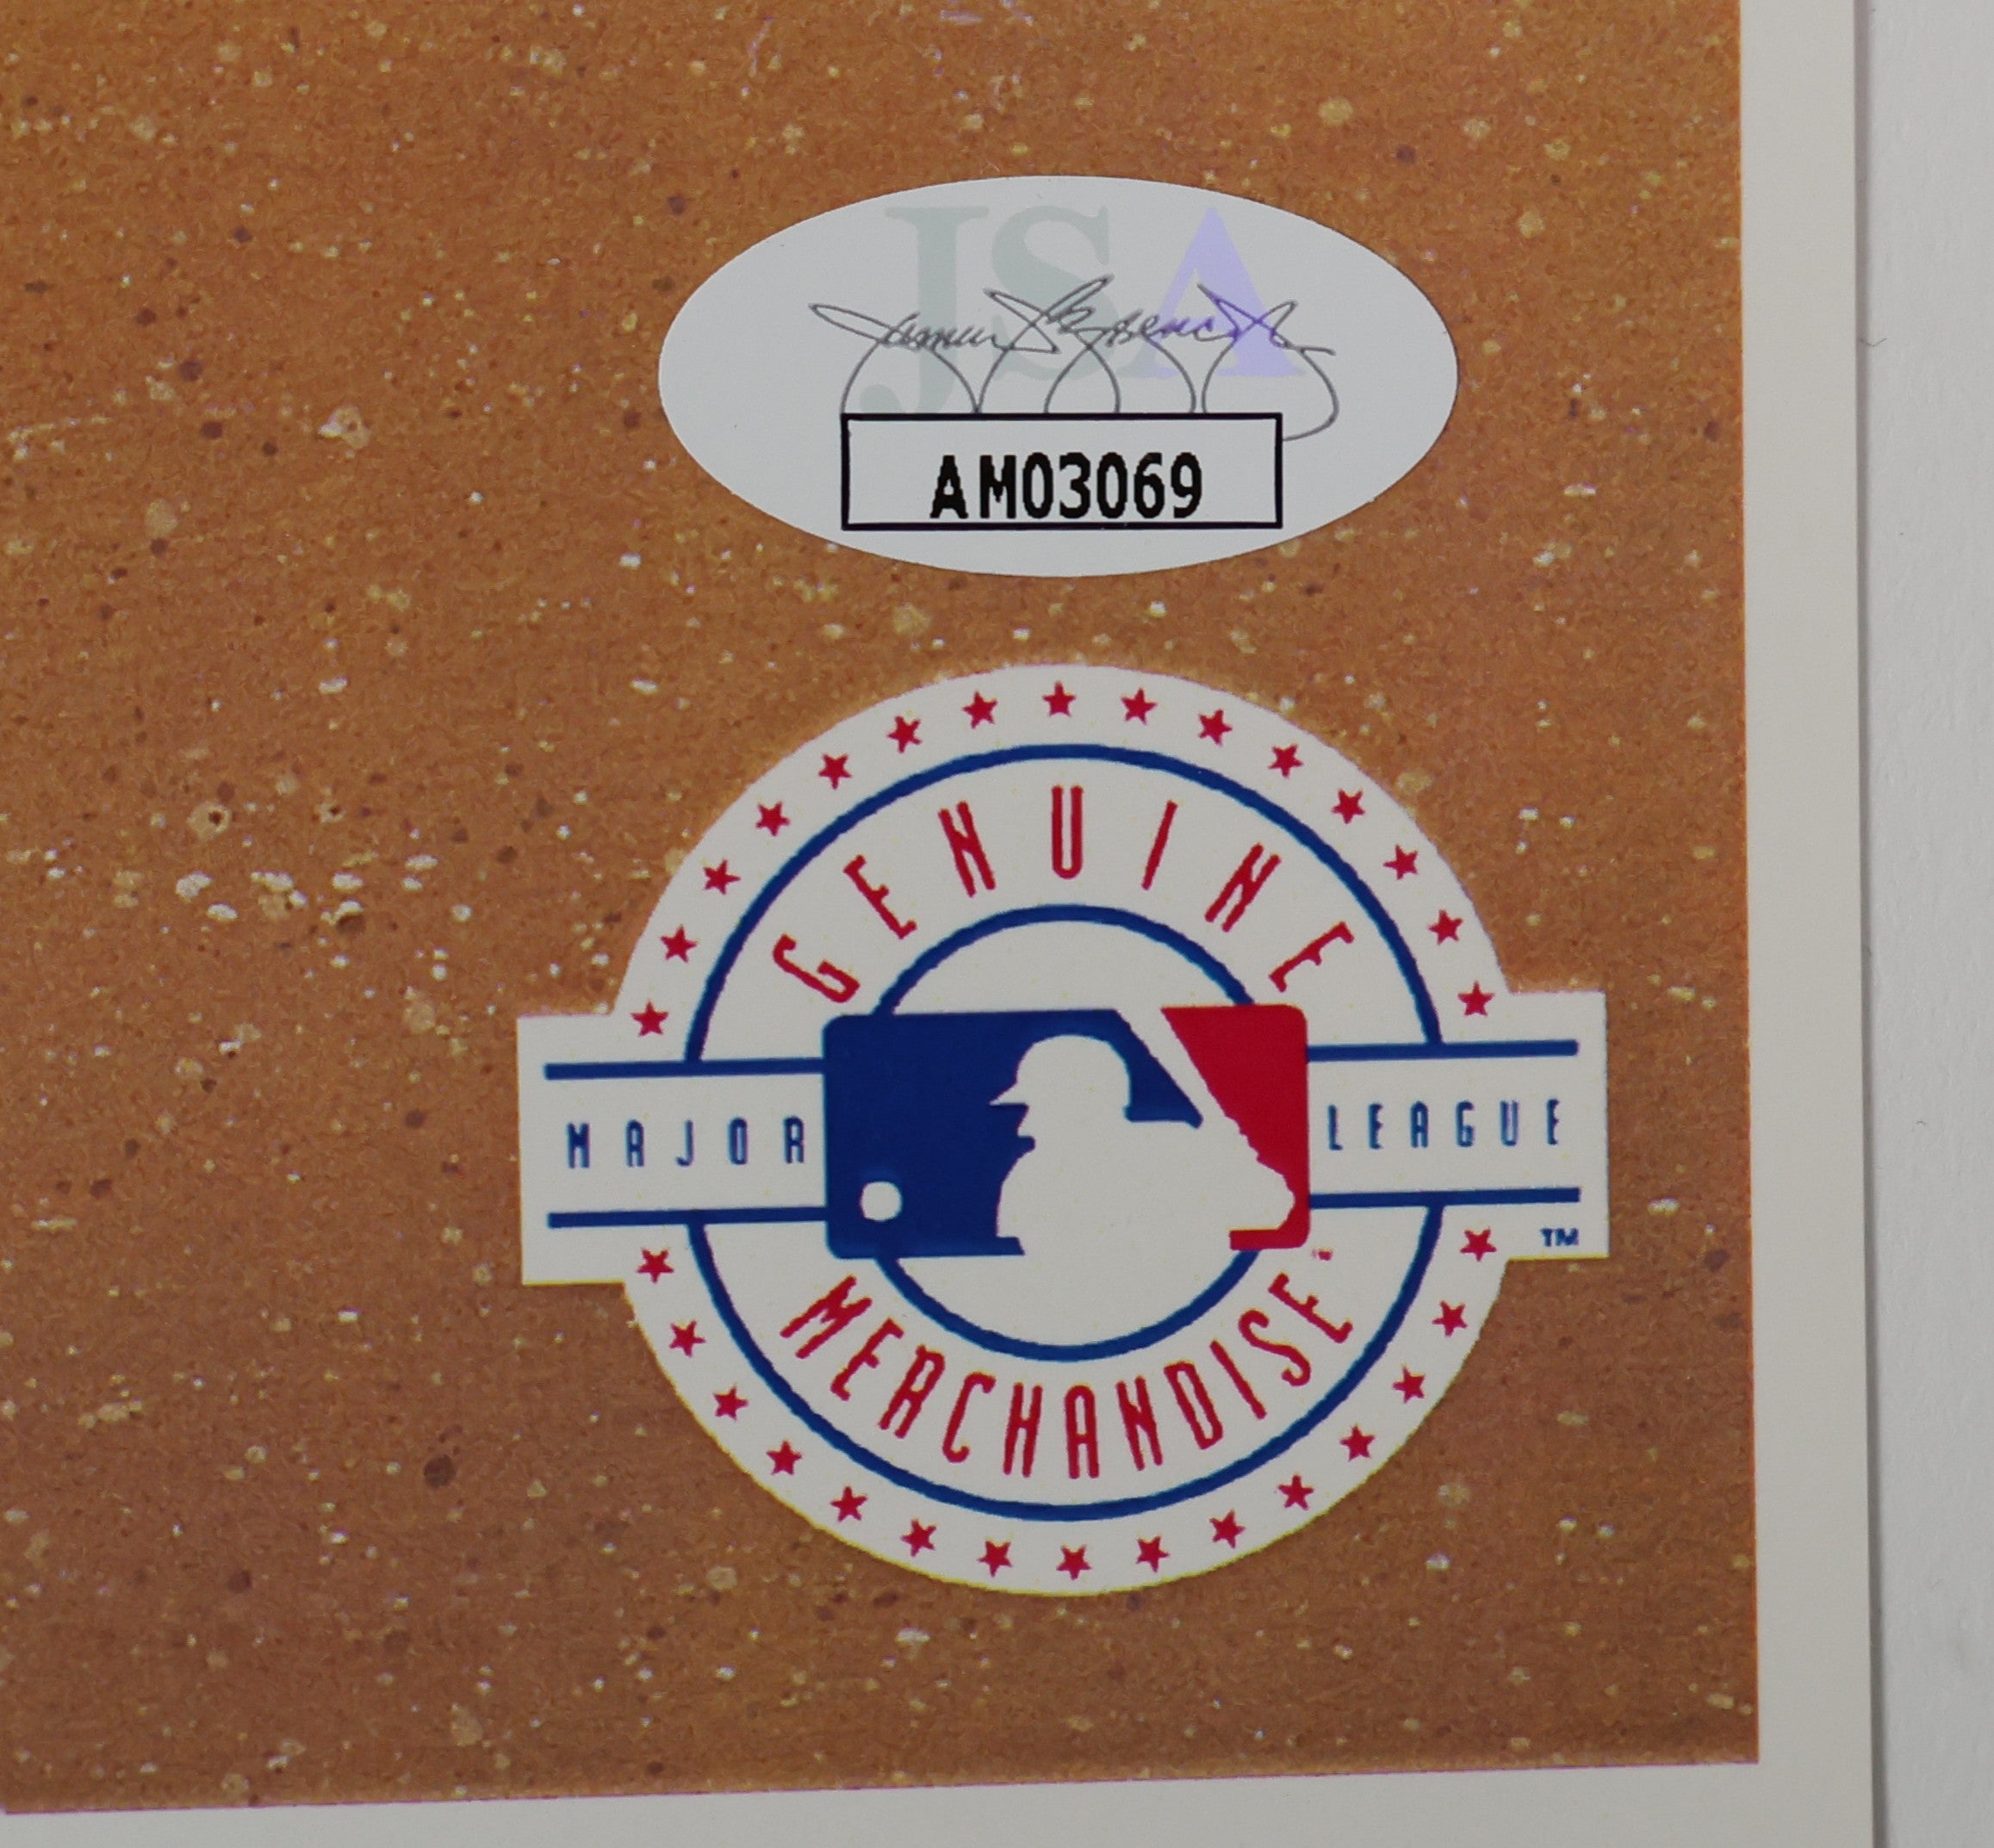 JSA
AM03069
GENUINE
MAJOR LEAGUE
TM
MERCHANDISE